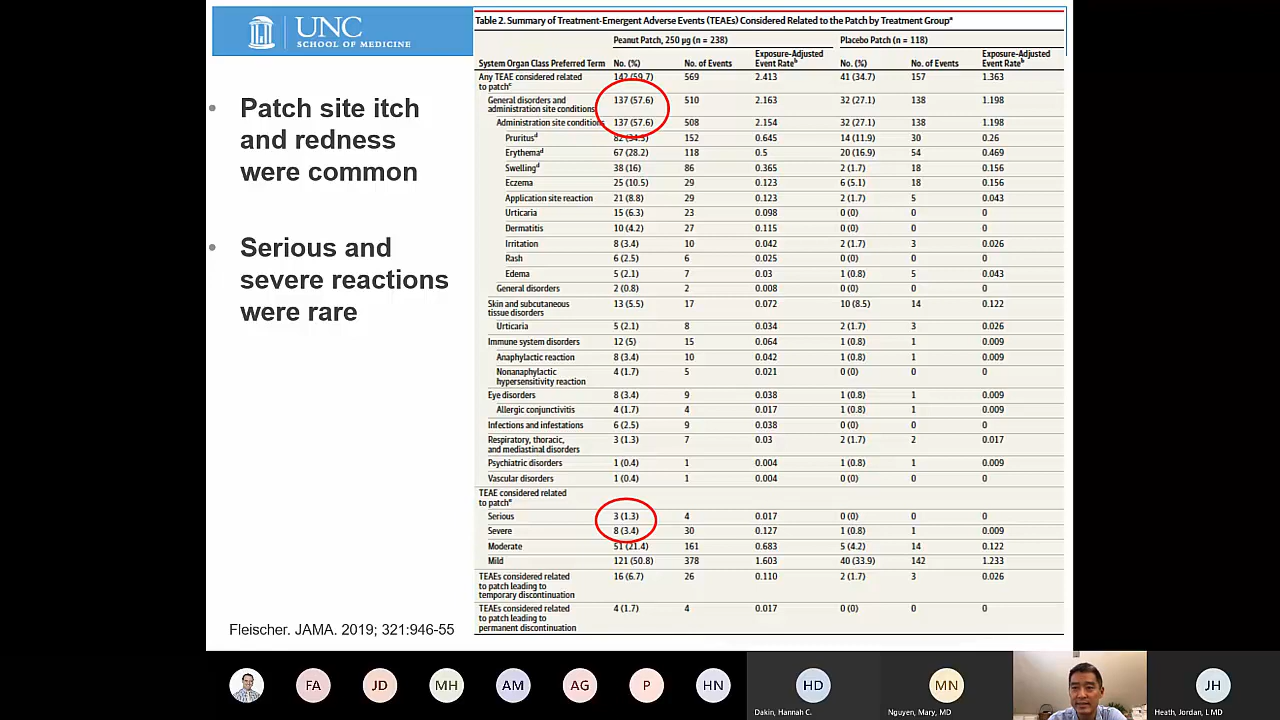 UNC
SCHOOL OF MEDICINE
• Patch site itch
and redness
were common
• Serious and
severe reactions
were rare
Fleischer. JAMA. 2019; 321:946-55
Table 2. Summary of Treatment-Emergent Adverse Events (TEAEs) Considered Related to the Patch by Treatment Groupᵃ
Peanut Patch, 250 μg (n = 238) Placebo Patch (n = 118)
System Organ Class Preferred Term No. (%) No. of Events Exposure-Adjusted Event Rateᵇ No. (%) No. of Events Exposure-Adjusted Event Rateᵇ
Any TEAE considered related to patchᶜ 142 (59.7) 569 2.413 41 (34.7) 157 1.363
General disorders and administration site conditions 137 (57.6) 510 2.163 32 (27.1) 138 1.198
Administration site conditions 137 (57.6) 508 2.154 32 (27.1) 138 1.198
Pruritusᵈ 82 (34.5) 152 0.645 14 (11.9) 30 0.26
Erythemaᵈ 67 (28.2) 118 0.5 20 (16.9) 54 0.469
Swellingᵈ 38 (16) 86 0.365 2 (1.7) 18 0.156
Eczema 25 (10.5) 29 0.123 6 (5.1) 18 0.156
Application site reaction 21 (8.8) 29 0.123 2 (1.7) 5 0.043
Urticaria 15 (6.3) 23 0.098 0 (0) 0 0
Dermatitis 10 (4.2) 27 0.115 0 (0) 0 0
Irritation 8 (3.4) 10 0.042 2 (1.7) 3 0.026
Rash 6 (2.5) 6 0.025 0 (0) 0 0
Edema 5 (2.1) 7 0.03 1 (0.8) 5 0.043
General disorders 2 (0.8) 2 0.008 0 (0) 0 0
Skin and subcutaneous tissue disorders 13 (5.5) 17 0.072 10 (8.5) 14 0.122
Urticaria 5 (2.1) 8 0.034 2 (1.7) 3 0.026
Immune system disorders 12 (5) 15 0.064 1 (0.8) 1 0.009
Anaphylactic reaction 8 (3.4) 10 0.042 1 (0.8) 1 0.009
Nonanaphylactic hypersensitivity reaction 4 (1.7) 5 0.021 0 (0) 0 0
Eye disorders 8 (3.4) 9 0.038 1 (0.8) 1 0.009
Allergic conjunctivitis 4 (1.7) 4 0.017 1 (0.8) 1 0.009
Infections and infestations 6 (2.5) 9 0.038 0 (0) 0 0
Respiratory, thoracic, and mediastinal disorders 3 (1.3) 7 0.03 2 (1.7) 2 0.017
Psychiatric disorders 1 (0.4) 1 0.004 1 (0.8) 1 0.009
Vascular disorders 1 (0.4) 1 0.004 0 (0) 0 0
TEAE considered related to patchᵉ
Serious 3 (1.3) 4 0.017 0 (0) 0 0
Severe 8 (3.4) 30 0.127 1 (0.8) 1 0.009
Moderate 51 (21.4) 161 0.683 5 (4.2) 14 0.122
Mild 121 (50.8) 378 1.603 40 (33.9) 142 1.233
TEAEs considered related to patch leading to temporary discontinuation 16 (6.7) 26 0.110 2 (1.7) 3 0.026
TEAEs considered related to patch leading to permanent discontinuation 4 (1.7) 4 0.017 0 (0) 0 0
FA JD MH AM AG P HN HD MN JH
Dakin, Hannah C. Nguyen, Mary, MD Heath, Jordan, L MD